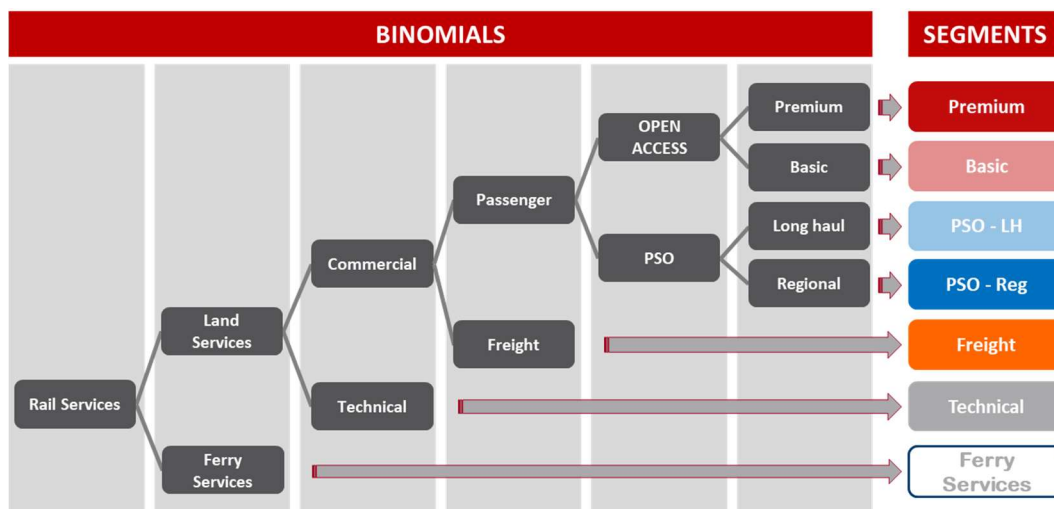 BINOMIALS
SEGMENTS
Premium
Premium
OPEN
ACCESS
Basic
Basic
Passenger
Long haul
PSO - LH
Commercial
PSO
Regional
PSO - Reg
Land
Services
Freight
Freight
Rail Services
Technical
Technical
Ferry
Services
Ferry
Services